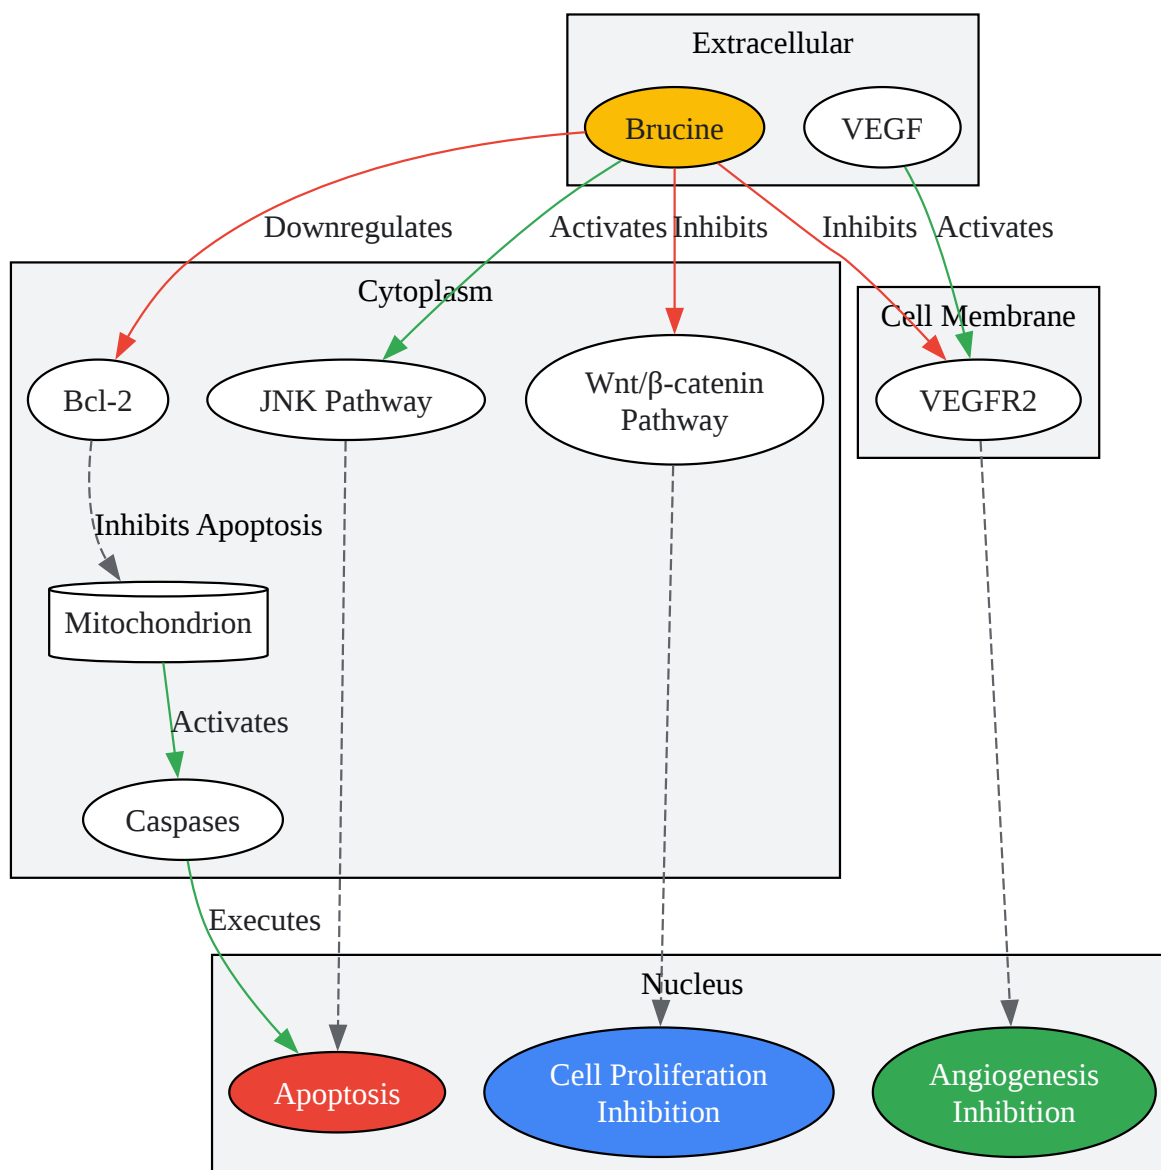 Extracellular
Brucine
VEGF
Downregulates
Activates
Inhibits
Inhibits
Activates
Cytoplasm
Cell Membrane
Bcl-2
JNK Pathway
Wnt/β-catenin
Pathway
VEGFR2
Inhibits Apoptosis
Mitochondrion
Activates
Caspases
Executes
Nucleus
Apoptosis
Cell Proliferation
Inhibition
Angiogenesis
Inhibition